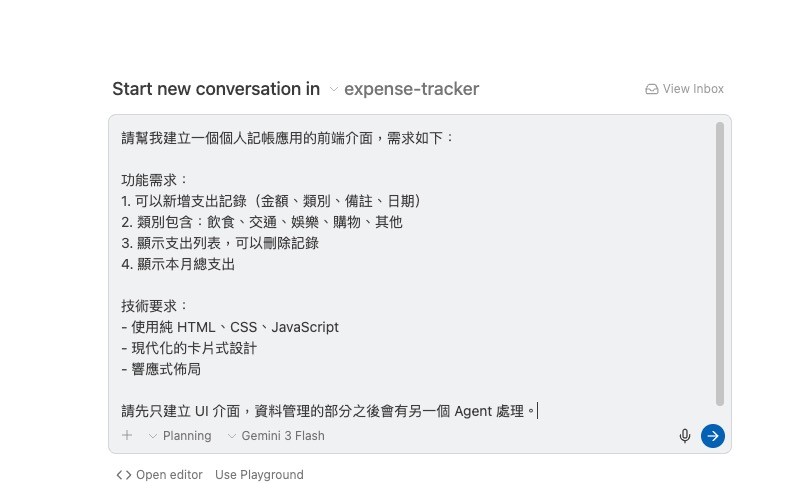 Start new conversation in expense-tracker
View Inbox
請幫我建立一個個人記帳應用的前端介面，需求如下：
功能需求：
1. 可以新增支出記錄（金額、類別、備註、日期）
2. 類別包含：飲食、交通、娛樂、購物、其他
3. 顯示支出列表，可以刪除記錄
4. 顯示本月總支出
技術要求：
- 使用純 HTML、CSS、JavaScript
- 現代化的卡片式設計
- 響應式佈局
請先只建立 UI 介面，資料管理的部分之後會有另一個 Agent 處理。
Planning
Gemini 3 Flash
Open editor
Use Playground